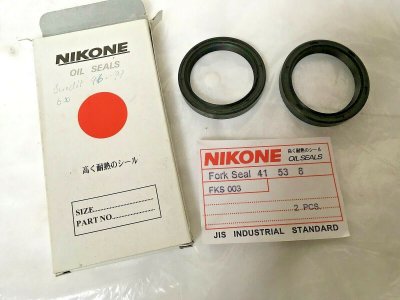 NIKONE
OIL SEALS
高く耐熱のシール
SIZE
PART NO.
NIKONE
高く耐熱のシール
OIL SEALS
Fork Seal 41 53 8
FKS 003
2 PCS.
JIS INDUSTRIAL STANDARD